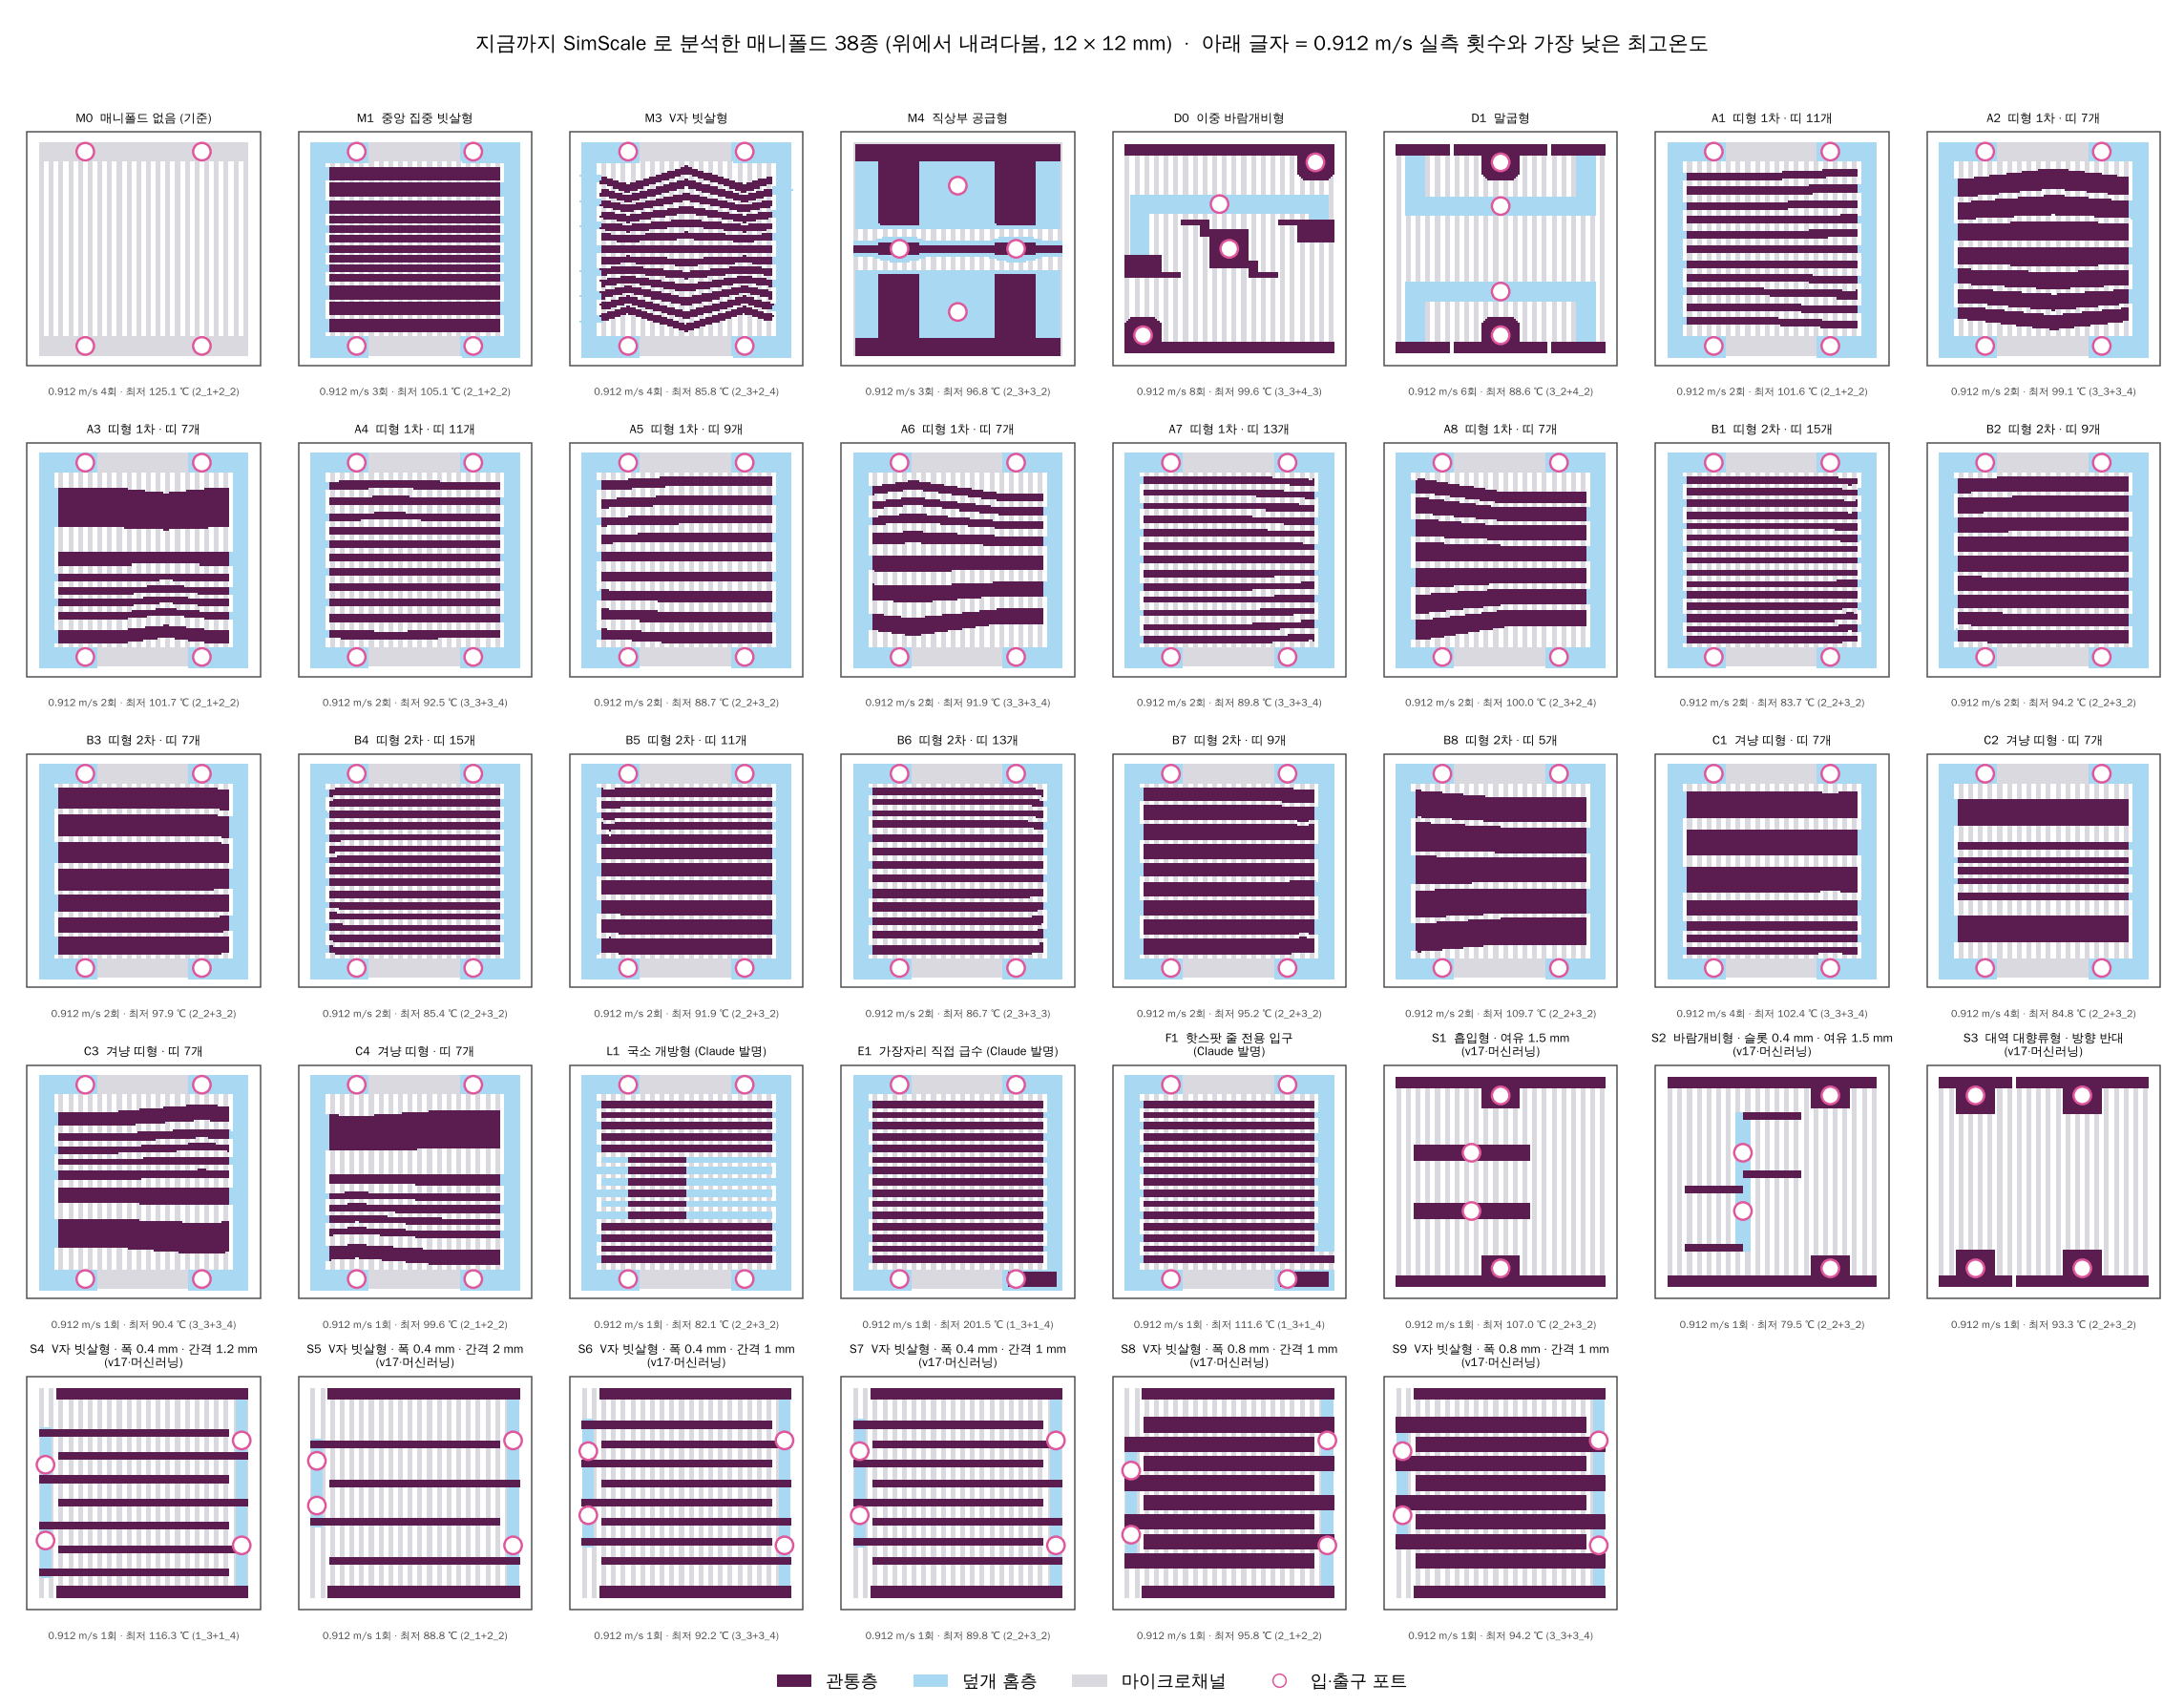 지금까지 SimScale 로 분석한 매니폴드 38종 (위에서 내려다봄, 12 × 12 mm) · 아래 글자 = 0.912 m/s 실측 횟수와 가장 낮은 최고온도
M0 매니폴드 없음 (기준)
M1 중앙 집중 빗살형
M3 V자 빗살형
M4 직상부 공급형
D0 이중 바람개비형
D1 말굽형
A1 띠형 1차 · 띠 11개
A2 띠형 1차 · 띠 7개
0.912 m/s 4회 · 최저 125.1 ℃ (2_1+2_2)
0.912 m/s 3회 · 최저 105.1 ℃ (2_1+2_2)
0.912 m/s 4회 · 최저 85.8 ℃ (2_3+2_4)
0.912 m/s 3회 · 최저 96.8 ℃ (2_3+3_2)
0.912 m/s 8회 · 최저 99.6 ℃ (3_3+4_3)
0.912 m/s 6회 · 최저 88.6 ℃ (3_2+4_2)
0.912 m/s 2회 · 최저 101.6 ℃ (2_1+2_2)
0.912 m/s 2회 · 최저 99.1 ℃ (3_3+3_4)
A3 띠형 1차 · 띠 7개
A4 띠형 1차 · 띠 11개
A5 띠형 1차 · 띠 9개
A6 띠형 1차 · 띠 7개
A7 띠형 1차 · 띠 13개
A8 띠형 1차 · 띠 7개
B1 띠형 2차 · 띠 15개
B2 띠형 2차 · 띠 9개
0.912 m/s 2회 · 최저 101.7 ℃ (2_1+2_2)
0.912 m/s 2회 · 최저 92.5 ℃ (3_3+3_4)
0.912 m/s 2회 · 최저 88.7 ℃ (2_2+3_2)
0.912 m/s 2회 · 최저 91.9 ℃ (3_3+3_4)
0.912 m/s 2회 · 최저 89.8 ℃ (3_3+3_4)
0.912 m/s 2회 · 최저 100.0 ℃ (2_3+2_4)
0.912 m/s 2회 · 최저 83.7 ℃ (2_2+3_2)
0.912 m/s 2회 · 최저 94.2 ℃ (2_2+3_2)
B3 띠형 2차 · 띠 7개
B4 띠형 2차 · 띠 15개
B5 띠형 2차 · 띠 11개
B6 띠형 2차 · 띠 13개
B7 띠형 2차 · 띠 9개
B8 띠형 2차 · 띠 5개
C1 겨냥 띠형 · 띠 7개
C2 겨냥 띠형 · 띠 7개
0.912 m/s 2회 · 최저 97.9 ℃ (2_2+3_2)
0.912 m/s 2회 · 최저 85.4 ℃ (2_2+3_2)
0.912 m/s 2회 · 최저 91.9 ℃ (2_2+3_2)
0.912 m/s 2회 · 최저 86.7 ℃ (2_3+3_3)
0.912 m/s 2회 · 최저 95.2 ℃ (2_2+3_2)
0.912 m/s 2회 · 최저 109.7 ℃ (2_2+3_2)
0.912 m/s 4회 · 최저 102.4 ℃ (3_3+3_4)
0.912 m/s 4회 · 최저 84.8 ℃ (2_2+3_2)
C3 겨냥 띠형 · 띠 7개
C4 겨냥 띠형 · 띠 7개
L1 국소 개방형 (Claude 발명)
E1 가장자리 직접 급수 (Claude 발명)
F1 핫스팟 줄 전용 입구
(Claude 발명)
S1 흡입형 · 여유 1.5 mm
(v17·머신러닝)
S2 바람개비형 · 슬롯 0.4 mm · 여유 1.5 mm
(v17·머신러닝)
S3 대역 대향류형 · 방향 반대
(v17·머신러닝)
0.912 m/s 1회 · 최저 90.4 ℃ (3_3+3_4)
0.912 m/s 1회 · 최저 99.6 ℃ (2_1+2_2)
0.912 m/s 1회 · 최저 82.1 ℃ (2_2+3_2)
0.912 m/s 1회 · 최저 201.5 ℃ (1_3+1_4)
0.912 m/s 1회 · 최저 111.6 ℃ (1_3+1_4)
0.912 m/s 1회 · 최저 107.0 ℃ (2_2+3_2)
0.912 m/s 1회 · 최저 79.5 ℃ (2_2+3_2)
0.912 m/s 1회 · 최저 93.3 ℃ (2_2+3_2)
S4 V자 빗살형 · 폭 0.4 mm · 간격 1.2 mm
(v17·머신러닝)
S5 V자 빗살형 · 폭 0.4 mm · 간격 2 mm
(v17·머신러닝)
S6 V자 빗살형 · 폭 0.4 mm · 간격 1 mm
(v17·머신러닝)
S7 V자 빗살형 · 폭 0.4 mm · 간격 1 mm
(v17·머신러닝)
S8 V자 빗살형 · 폭 0.8 mm · 간격 1 mm
(v17·머신러닝)
S9 V자 빗살형 · 폭 0.8 mm · 간격 1 mm
(v17·머신러닝)
0.912 m/s 1회 · 최저 116.3 ℃ (1_3+1_4)
0.912 m/s 1회 · 최저 88.8 ℃ (2_1+2_2)
0.912 m/s 1회 · 최저 92.2 ℃ (3_3+3_4)
0.912 m/s 1회 · 최저 89.8 ℃ (2_2+3_2)
0.912 m/s 1회 · 최저 95.8 ℃ (2_1+2_2)
0.912 m/s 1회 · 최저 94.2 ℃ (3_3+3_4)
관통층
덮개 홈층
마이크로채널
입·출구 포트